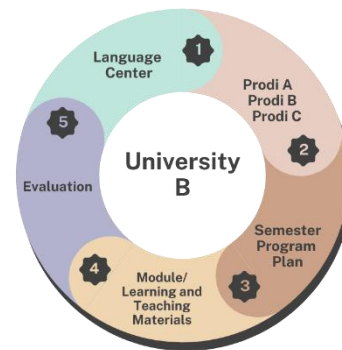 1
Language
Center
Prodi A
Prodi B
Prodi C
2
Semester
Program
Plan
3
Module/
Learning and
Teaching
Materials
4
Evaluation
5
University
B